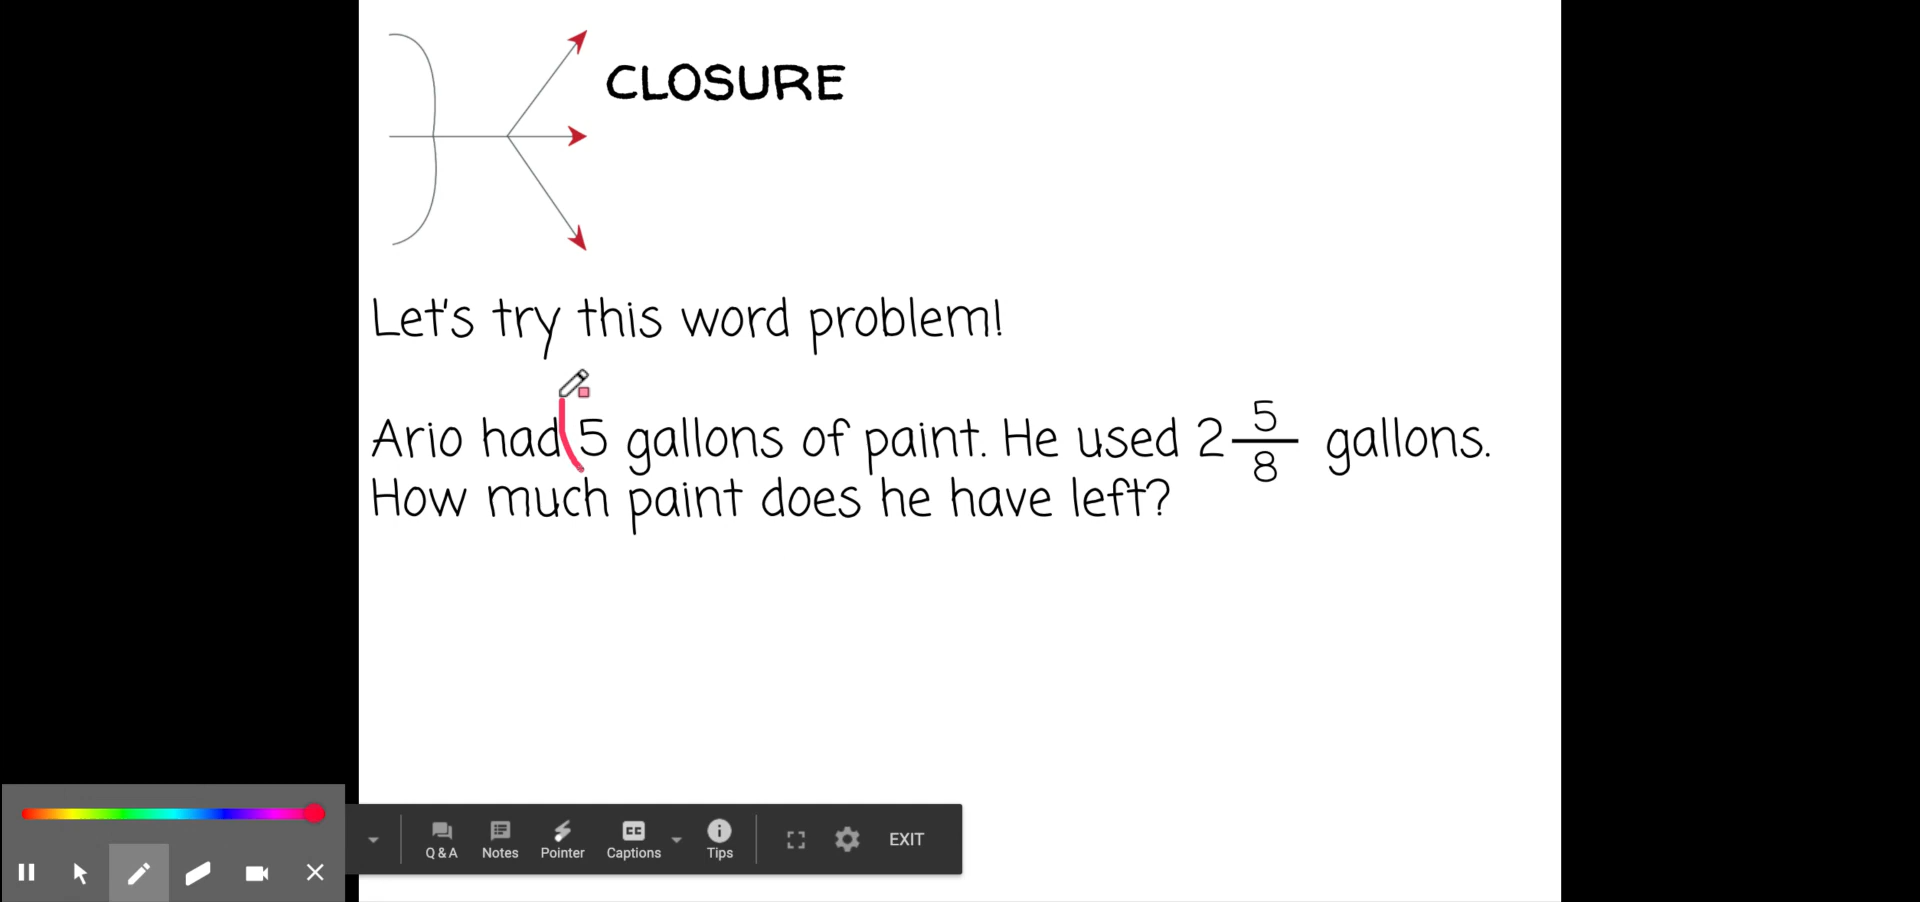 CLOSURE
Let's try this word problem!
Ario had 5 gallons of paint. He used 2 5/8 gallons.
How much paint does he have left?
Q & A Notes Pointer Captions Tips EXIT